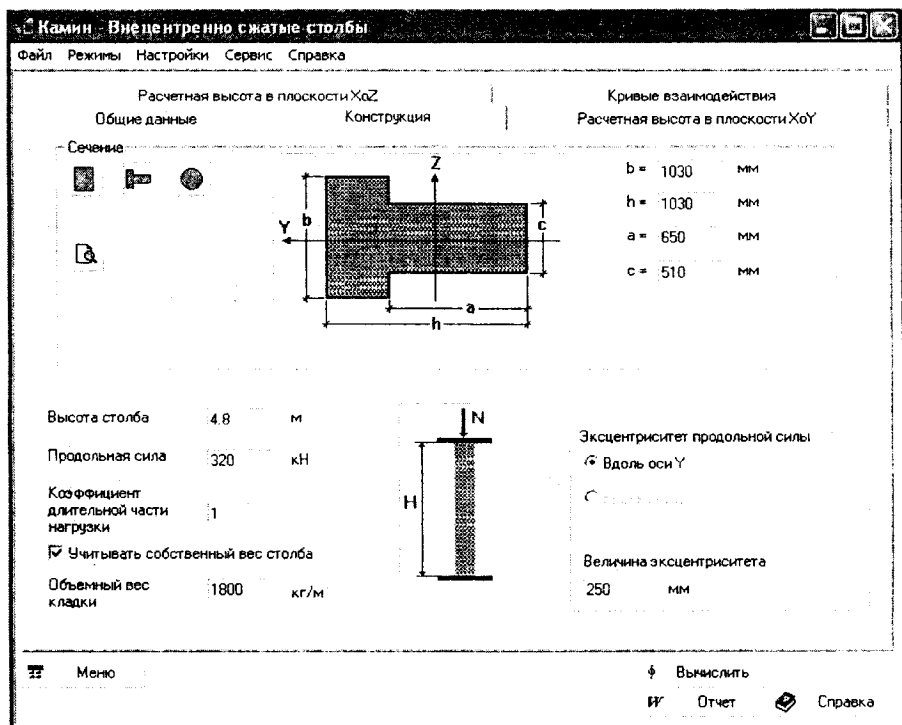 Камин - Внецентренно сжатые столбы
Файл Режимы Настройки Сервис Справка
Расчетная высота в плоскости XoZ Кривые взаимодействия
Общие данные Конструкция Расчетная высота в плоскости XoY
Сечение
b = 1030 мм
h = 1030 мм
a = 650 мм
c = 510 мм
Z
Y
b
c
a
h
Высота столба 4.8 м
Продольная сила 320 кН
Коэффициент
длительной части
нагрузки 1
Учитывать собственный вес столба
Объемный вес
кладки 1800 кг/м
N
H
Эксцентриситет продольной силы
Вдоль оси Y
Величина эксцентриситета
250 мм
Меню
Вычислить
W Отчет Справка